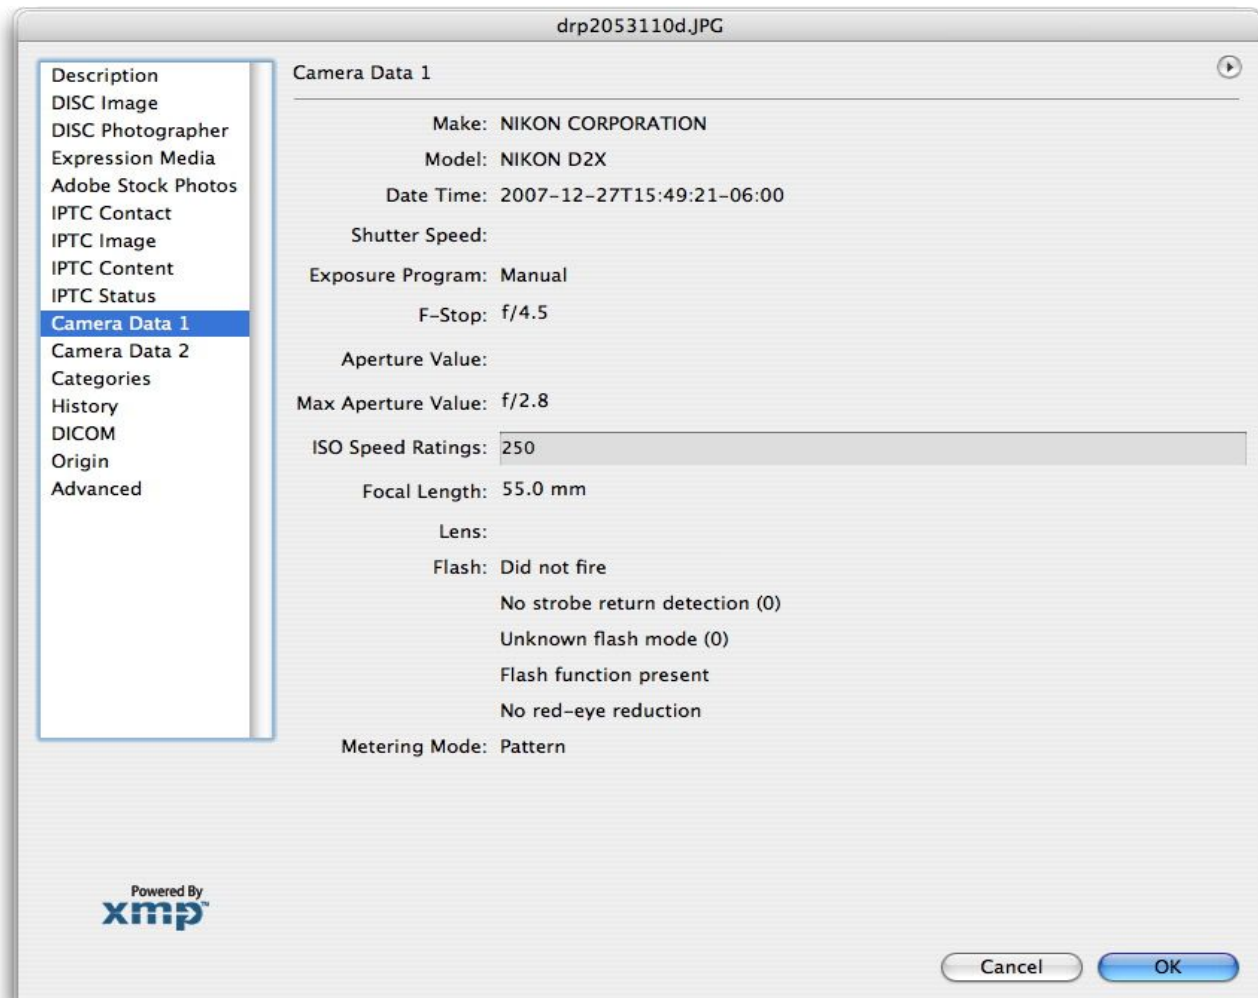 drp2053110d.JPG
Description
DISC Image
DISC Photographer
Expression Media
Adobe Stock Photos
IPTC Contact
IPTC Image
IPTC Content
IPTC Status
Camera Data 1
Camera Data 2
Categories
History
DICOM
Origin
Advanced
Camera Data 1
Make: NIKON CORPORATION
Model: NIKON D2X
Date Time: 2007-12-27T15:49:21-06:00
Shutter Speed:
Exposure Program: Manual
F-Stop: f/4.5
Aperture Value:
Max Aperture Value: f/2.8
ISO Speed Ratings: 250
Focal Length: 55.0 mm
Lens:
Flash: Did not fire
No strobe return detection (0)
Unknown flash mode (0)
Flash function present
No red-eye reduction
Metering Mode: Pattern
Powered By
xmp™
Cancel OK